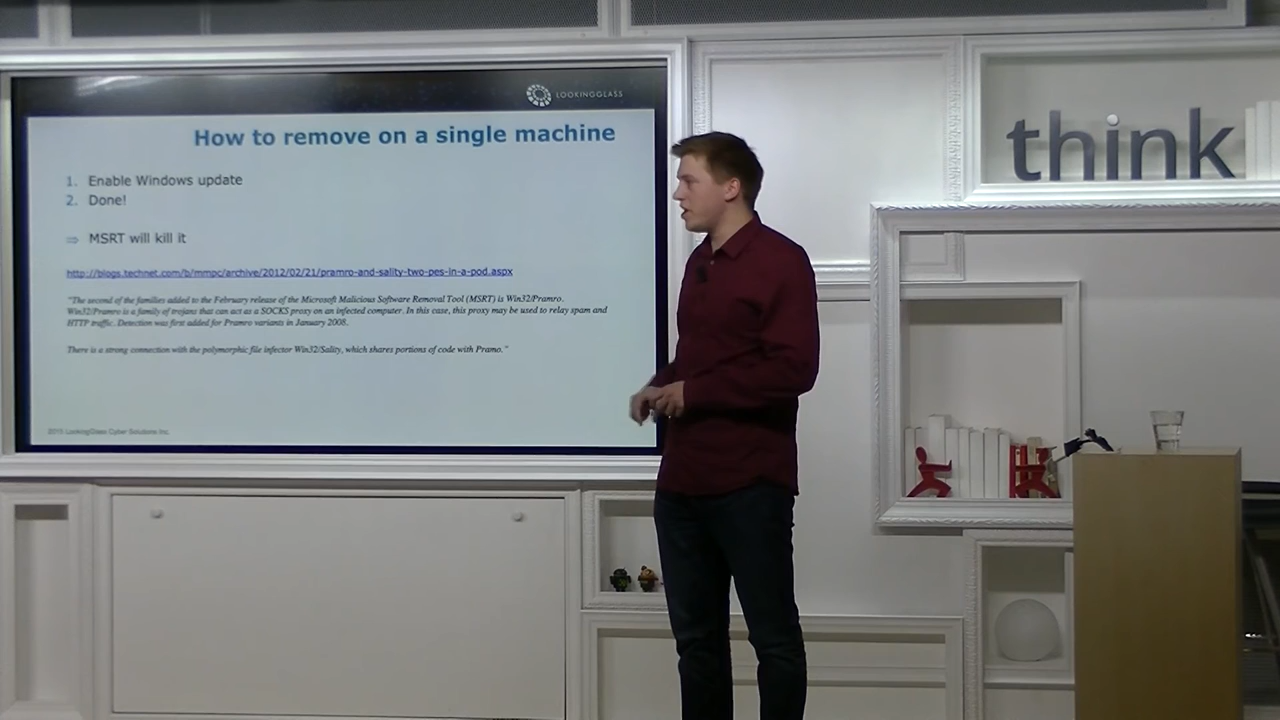 LOOKINGGLASS
How to remove on a single machine
1. Enable Windows update
2. Done!
⇒ MSRT will kill it
http://blogs.technet.com/b/mmpc/archive/2012/02/21/pramro-and-sality-two-pes-in-a-pod.aspx
"The second of the families added to the February release of the Microsoft Malicious Software Removal Tool (MSRT) is Win32/Pramro.
Win32/Pramro is a family of trojans that can act as a SOCKS proxy on an infected computer. In this case, this proxy may be used to relay spam and
HTTP traffic. Detection was first added for Pramro variants in January 2008.
There is a strong connection with the polymorphic file infector Win32/Sality, which shares portions of code with Pramo."
2015 LookingGlass Cyber Solutions Inc.
think